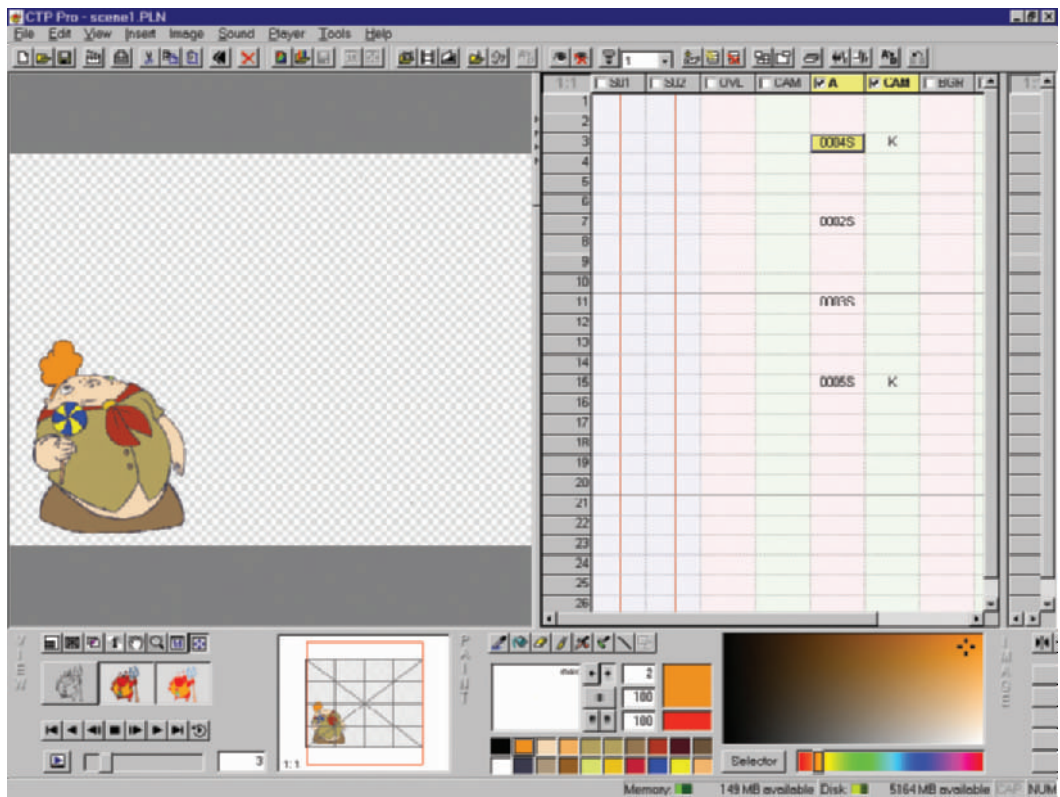 CTP Pro - scene1.PLN
File Edit View Insert Image Sound Player Tools Help
1
1:1 SU1 SU2 OVL CAM A CAM BGR
1
2
3 0004S K
4
5
6
7 0002S
8
9
10
11 0003S
12
13
14
15 0005S K
16
17
18
19
20
21
22
23
24
25
26
VIEW
PAINT
IMAGE
2
100
100
3
1:1
Selector
Memory: 149 MB available Disk: 5164 MB available CAP NUM